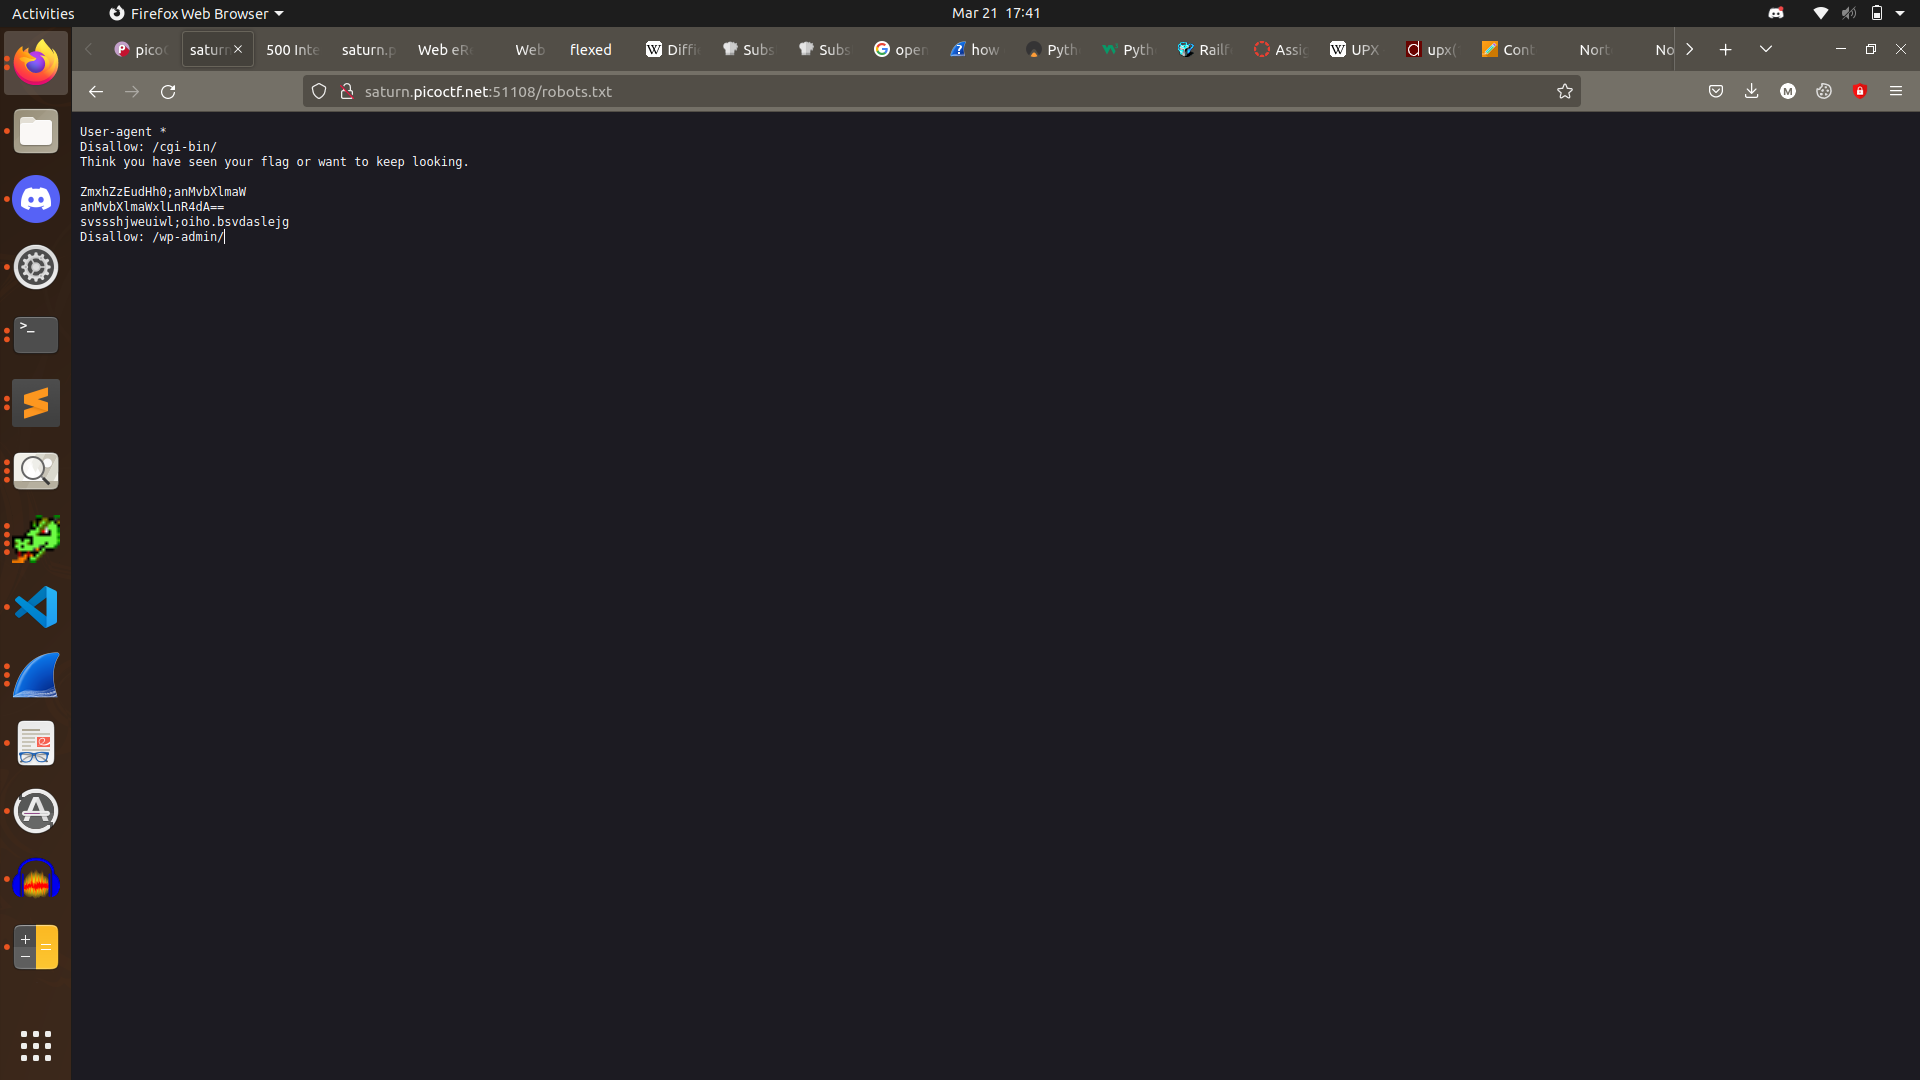 Activities
Firefox Web Browser
Mar 21 17:41
pico
saturn
500 Inte
saturn.p
Web eR
Web
flexed
Diffi
Subs
Subs
open
how
Pyth
Pyth
Railf
Assig
UPX
upx(
Cont
North
No
saturn.picoctf.net:51108/robots.txt
User-agent *
Disallow: /cgi-bin/
Think you have seen your flag or want to keep looking.
ZmxhZzEudHh0;anMvbXlmaW
anMvbXlmaWxlLnR4dA==
svssshjweuiwl;oiho.bsvdaslejg
Disallow: /wp-admin/